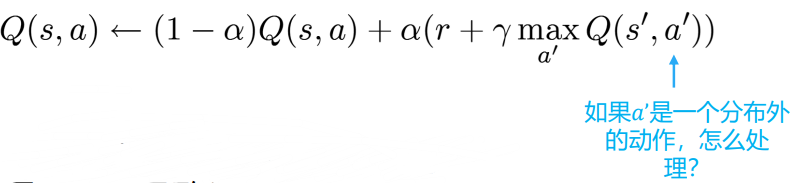 Q(s, a) ← (1 − α)Q(s, a) + α(r + γ max_{a′} Q(s′, a′))
如果a’是一个分布外
的动作，怎么处
理？